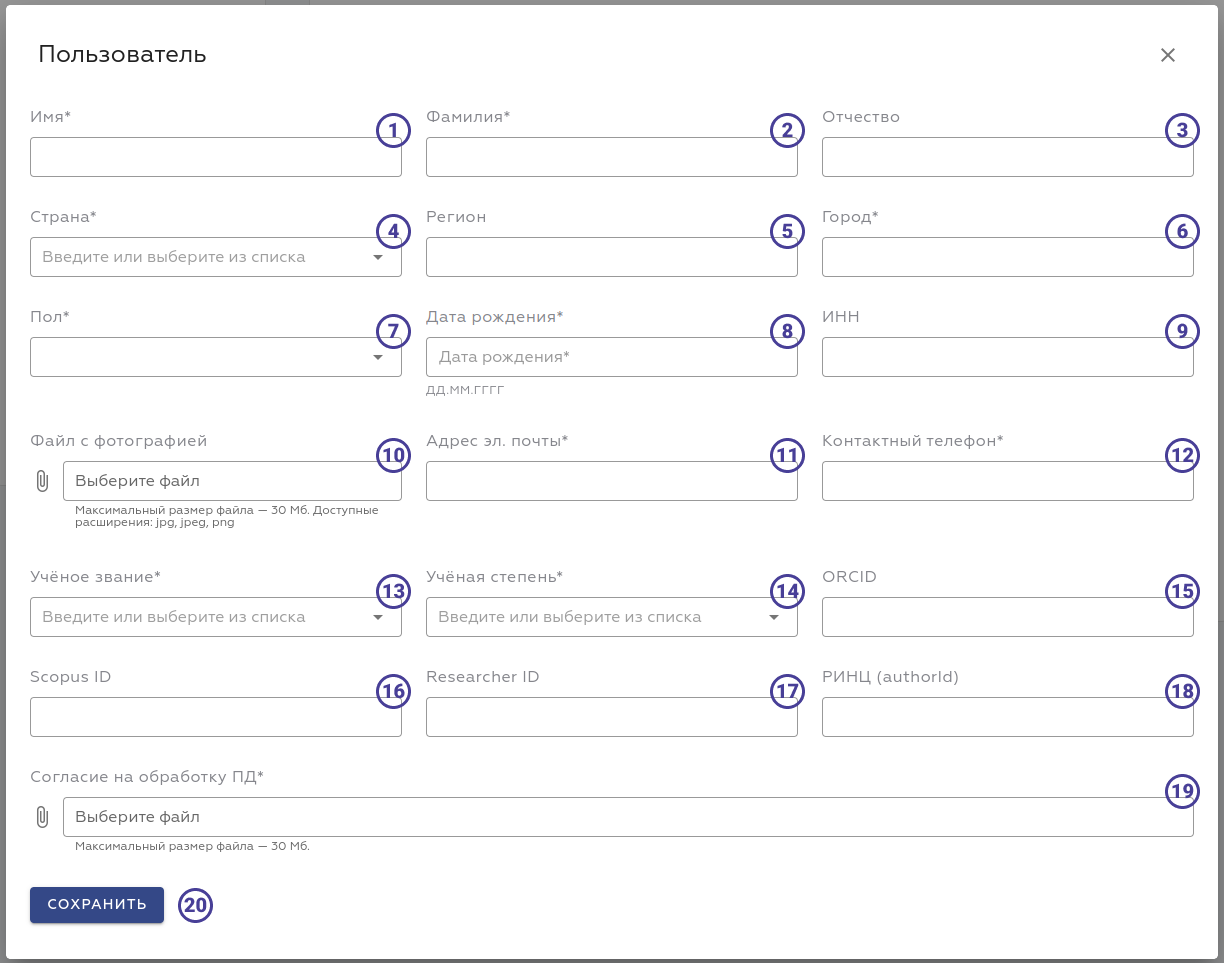 Пользователь
Имя* 1 Фамилия* 2 Отчество 3
Страна* 4 Регион 5 Город* 6
Введите или выберите из списка
Пол* 7 Дата рождения* 8 ИНН 9
Дата рождения*
ДД.ММ.ГГГГ
Файл с фотографией 10 Адрес эл. почты* 11 Контактный телефон* 12
Выберите файл
Максимальный размер файла — 30 Мб. Доступные
расширения: jpg, jpeg, png
Учёное звание* 13 Учёная степень* 14 ORCID 15
Введите или выберите из списка Введите или выберите из списка
Scopus ID 16 Researcher ID 17 РИНЦ (authorId) 18
Согласие на обработку ПД* 19
Выберите файл
Максимальный размер файла — 30 Мб.
СОХРАНИТЬ 20